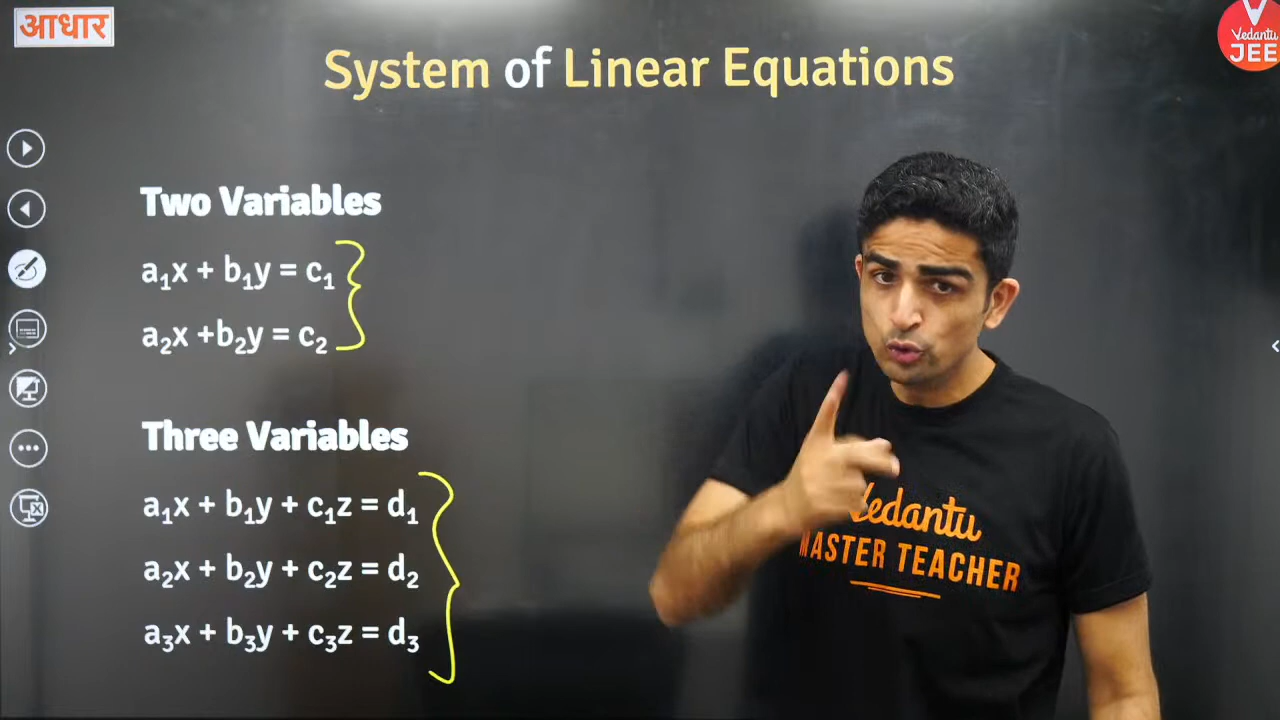 आधार
Vedantu
JEE
System of Linear Equations
Two Variables
a₁x + b₁y = c₁
a₂x +b₂y = c₂
Three Variables
a₁x + b₁y + c₁z = d₁
a₂x + b₂y + c₂z = d₂
a₃x + b₃y + c₃z = d₃
Vedantu
MASTER TEACHER